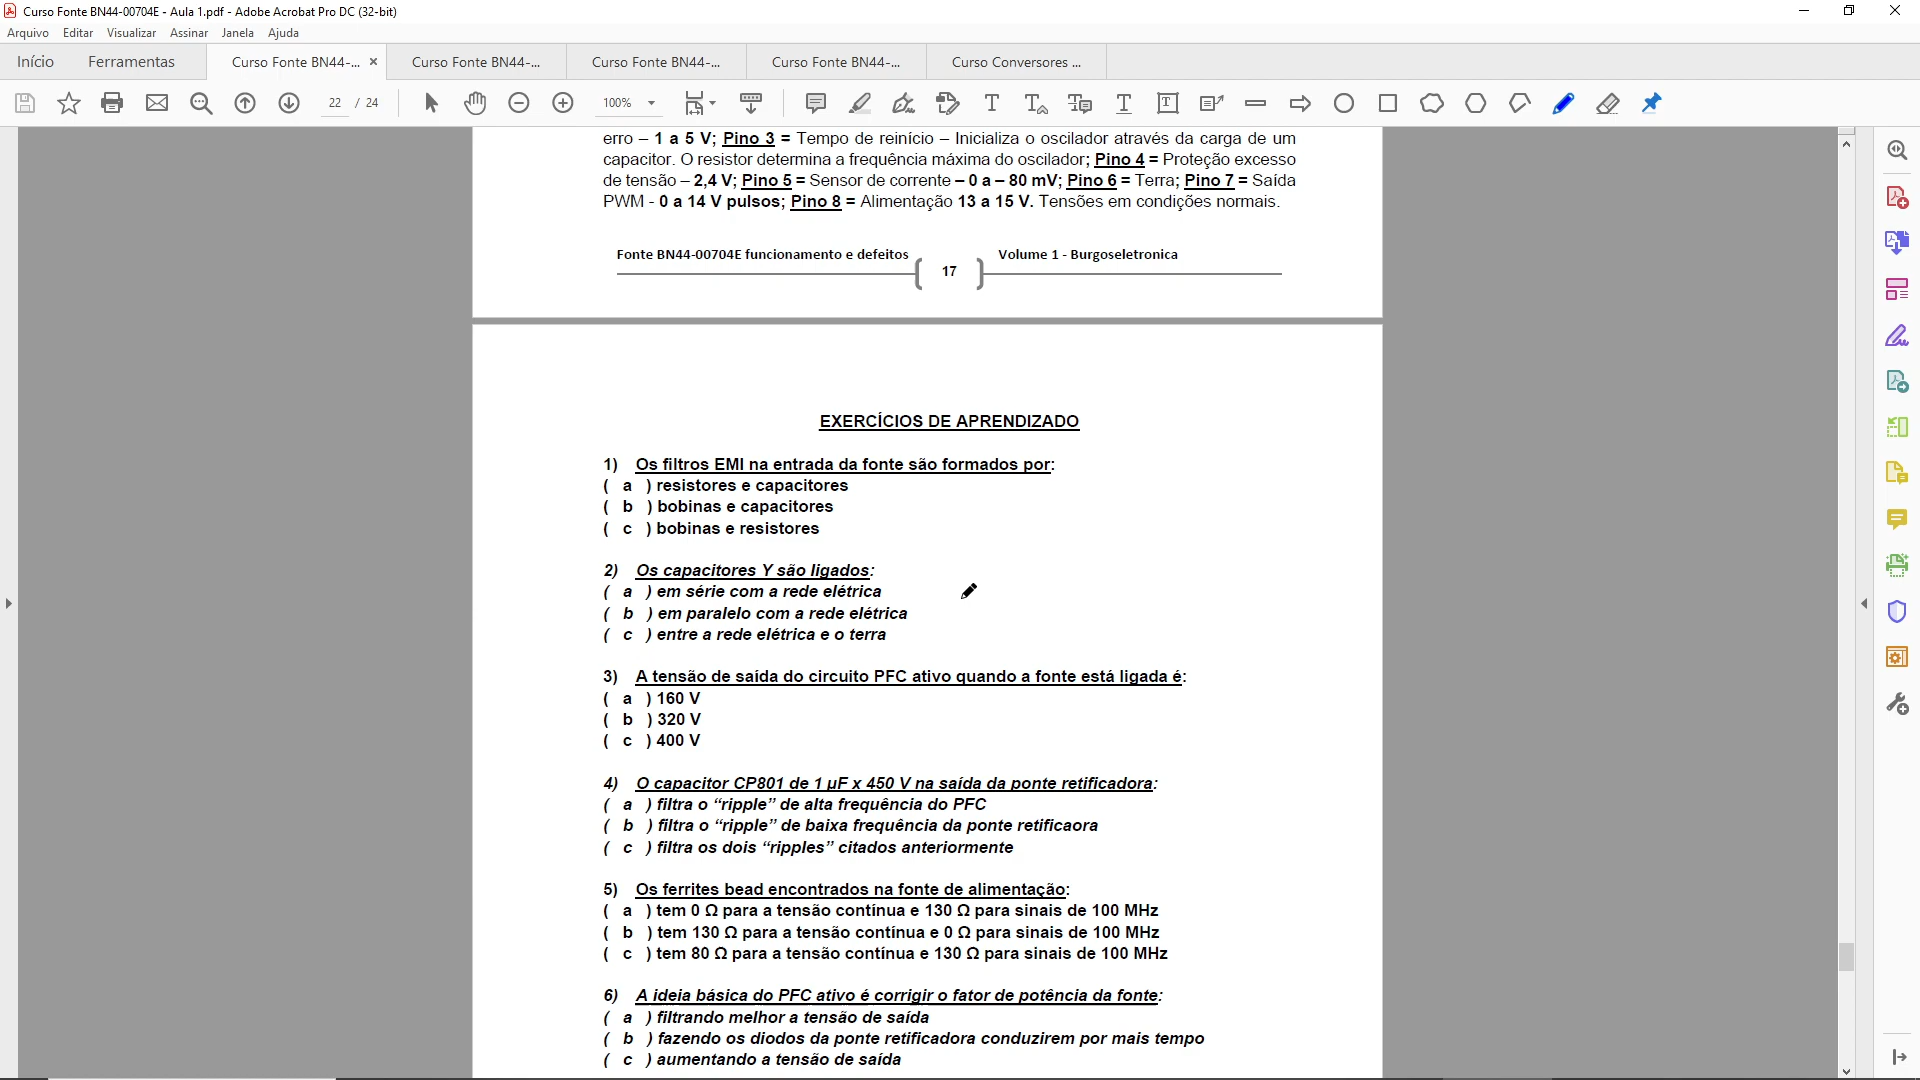 Curso Fonte BN44-00704E - Aula 1.pdf - Adobe Acrobat Pro DC (32-bit)
Arquivo Editar Visualizar Assinar Janela Ajuda
Início Ferramentas Curso Fonte BN44-... × Curso Fonte BN44-... Curso Fonte BN44-... Curso Fonte BN44-... Curso Conversores ...
22 / 24 100%
erro – 1 a 5 V; Pino 3 = Tempo de reinício – Inicializa o oscilador através da carga de um
capacitor. O resistor determina a frequência máxima do oscilador; Pino 4 = Proteção excesso
de tensão – 2,4 V; Pino 5 = Sensor de corrente – 0 a – 80 mV; Pino 6 = Terra; Pino 7 = Saída
PWM - 0 a 14 V pulsos; Pino 8 = Alimentação 13 a 15 V. Tensões em condições normais.
Fonte BN44-00704E funcionamento e defeitos 17 Volume 1 - Burgoseletronica
EXERCÍCIOS DE APRENDIZADO
1) Os filtros EMI na entrada da fonte são formados por:
( a ) resistores e capacitores
( b ) bobinas e capacitores
( c ) bobinas e resistores
2) Os capacitores Y são ligados:
( a ) em série com a rede elétrica
( b ) em paralelo com a rede elétrica
( c ) entre a rede elétrica e o terra
3) A tensão de saída do circuito PFC ativo quando a fonte está ligada é:
( a ) 160 V
( b ) 320 V
( c ) 400 V
4) O capacitor CP801 de 1 µF x 450 V na saída da ponte retificadora:
( a ) filtra o “ripple” de alta frequência do PFC
( b ) filtra o “ripple” de baixa frequência da ponte retificaora
( c ) filtra os dois “ripples” citados anteriormente
5) Os ferrites bead encontrados na fonte de alimentação:
( a ) tem 0 Ω para a tensão contínua e 130 Ω para sinais de 100 MHz
( b ) tem 130 Ω para a tensão contínua e 0 Ω para sinais de 100 MHz
( c ) tem 80 Ω para a tensão contínua e 130 Ω para sinais de 100 MHz
6) A ideia básica do PFC ativo é corrigir o fator de potência da fonte:
( a ) filtrando melhor a tensão de saída
( b ) fazendo os diodos da ponte retificadora conduzirem por mais tempo
( c ) aumentando a tensão de saída